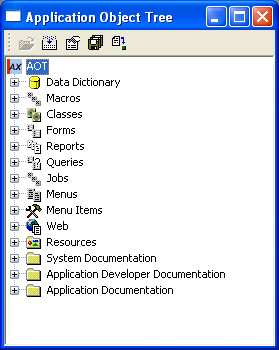 Application Object Tree
AX AOT
Data Dictionary
Macros
Classes
Forms
Reports
Queries
Jobs
Menus
Menu Items
Web
Resources
System Documentation
Application Developer Documentation
Application Documentation